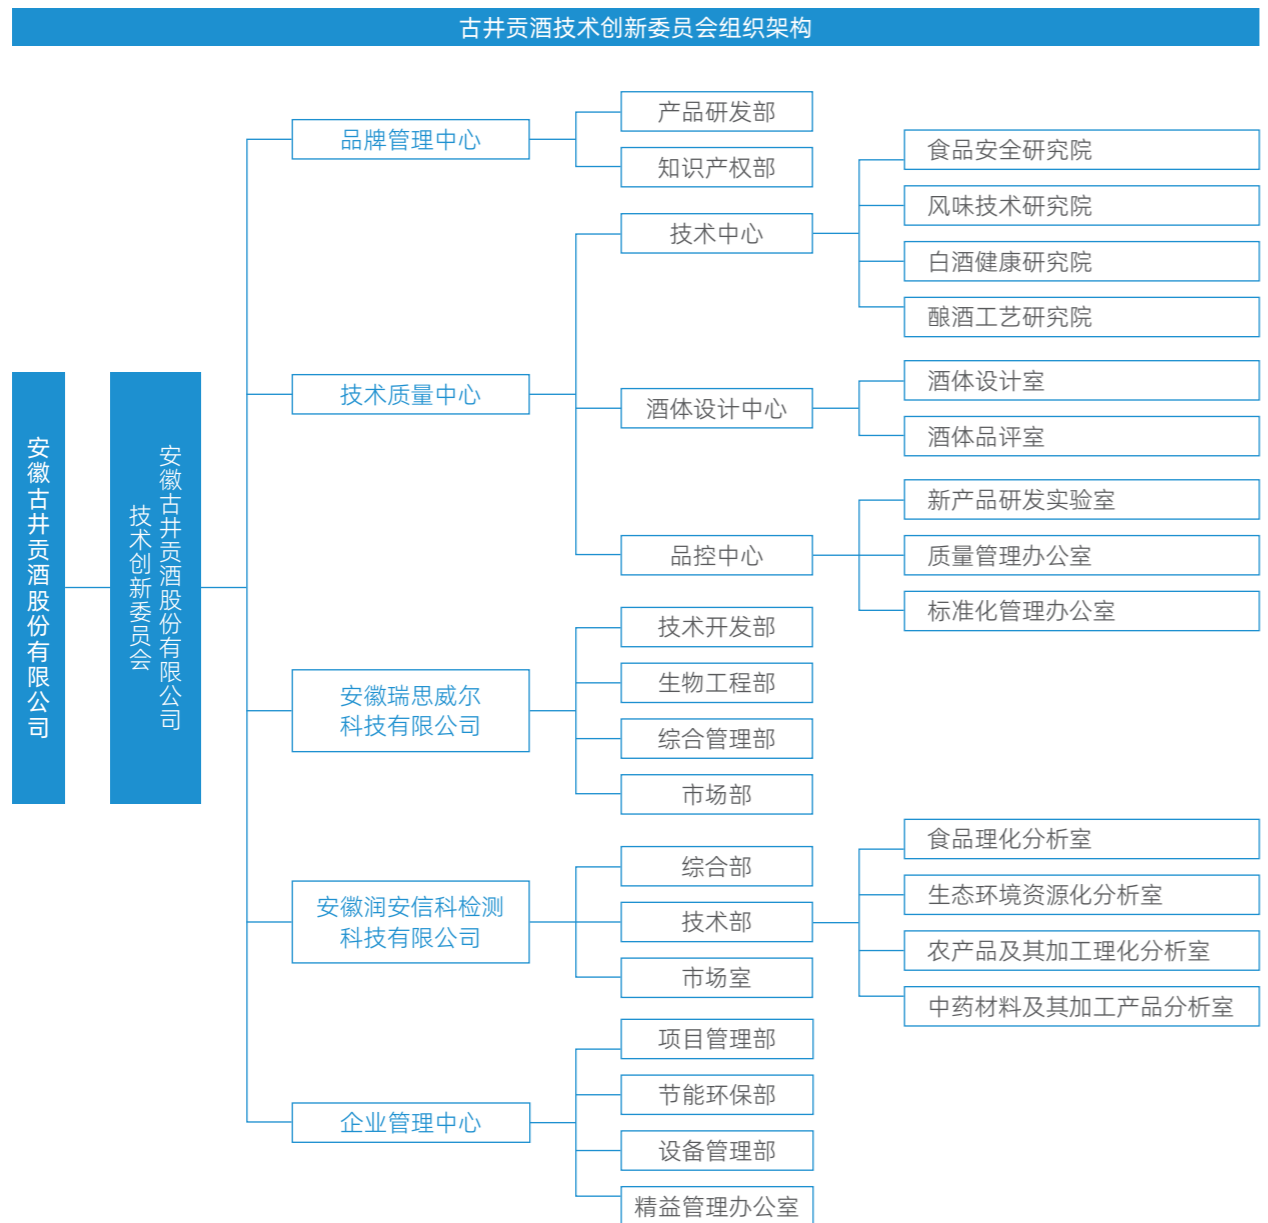 古井贡酒技术创新委员会组织架构
安徽古井贡酒股份有限公司
安徽古井贡酒股份有限公司
技术创新委员会
品牌管理中心
产品研发部
知识产权部
技术质量中心
技术中心
食品安全研究院
风味技术研究院
白酒健康研究院
酿酒工艺研究院
酒体设计中心
酒体设计室
酒体品评室
品控中心
新产品研发实验室
质量管理办公室
标准化管理办公室
安徽瑞思威尔
科技有限公司
技术开发部
生物工程部
综合管理部
市场部
安徽润安信科检测
科技有限公司
综合部
技术部
食品理化分析室
生态环境资源化分析室
农产品及其加工理化分析室
中药材料及其加工产品分析室
市场室
企业管理中心
项目管理部
节能环保部
设备管理部
精益管理办公室